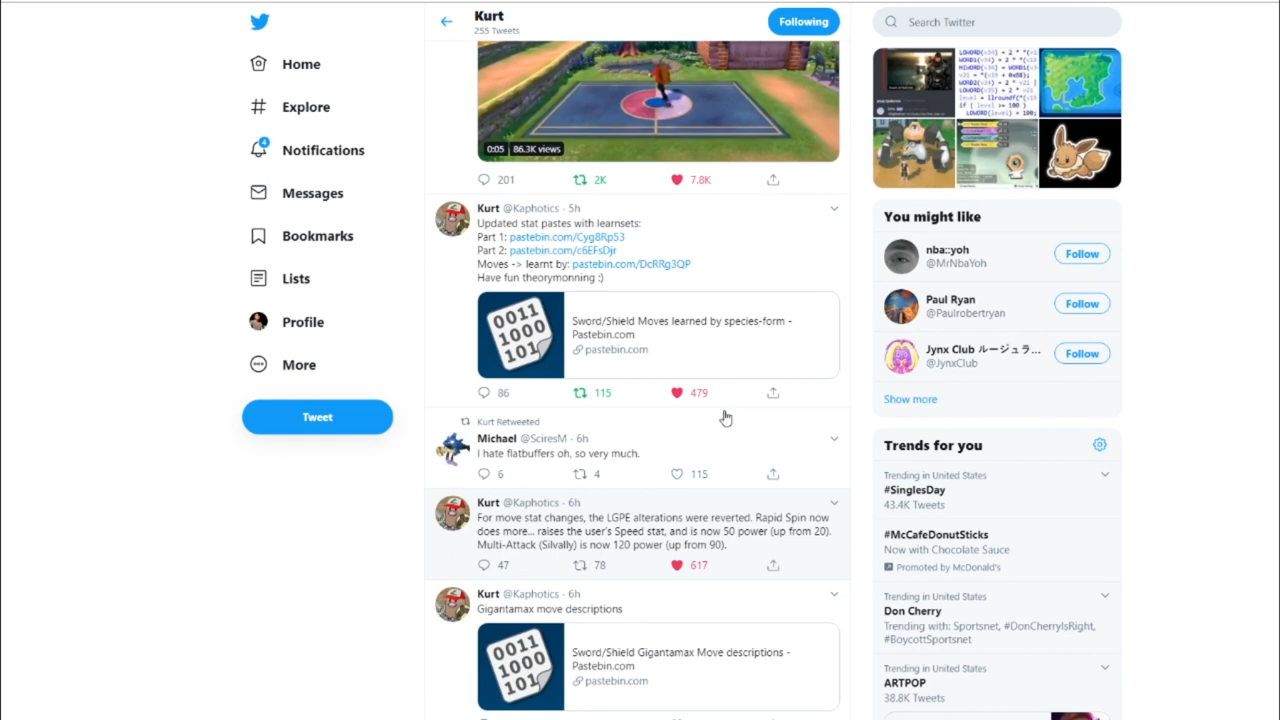 Kurt
255 Tweets
Following
Search Twitter
Home
Explore
4
Notifications
Messages
Bookmarks
Lists
Profile
More
Tweet
0:05 86.3K views
201 2K 7.8K
Kurt @Kaphotics · 5h
Updated stat pastes with learnsets:
Part 1: pastebin.com/Cyg8Rp53
Part 2: pastebin.com/c6EFsDjr
Moves -> learnt by: pastebin.com/DcRRg3QP
Have fun theorymonning :)
0011
1000
101
Sword/Shield Moves learned by species-form -
Pastebin.com
pastebin.com
86 115 479
Kurt Retweeted
Michael @SciresM · 6h
I hate flatbuffers oh, so very much.
6 4 115
Kurt @Kaphotics · 6h
For move stat changes, the LGPE alterations were reverted. Rapid Spin now
does more... raises the user's Speed stat, and is now 50 power (up from 20).
Multi-Attack (Silvally) is now 120 power (up from 90).
47 78 617
Kurt @Kaphotics · 6h
Gigantamax move descriptions
0011
1000
101
Sword/Shield Gigantamax Move descriptions -
Pastebin.com
pastebin.com
You might like
nba::yoh
@MrNbaYoh
Follow
Paul Ryan
@Paulrobertryan
Follow
Jynx Club ルージュラ...
@JynxClub
Follow
Show more
Trends for you
Trending in United States
#SinglesDay
43.4K Tweets
#McCafeDonutSticks
Now with Chocolate Sauce
Promoted by McDonald's
Trending in United States
Don Cherry
Trending with: Sportsnet, #DonCherryIsRight,
#BoycottSportsnet
Trending in United States
ARTPOP
38.8K Tweets